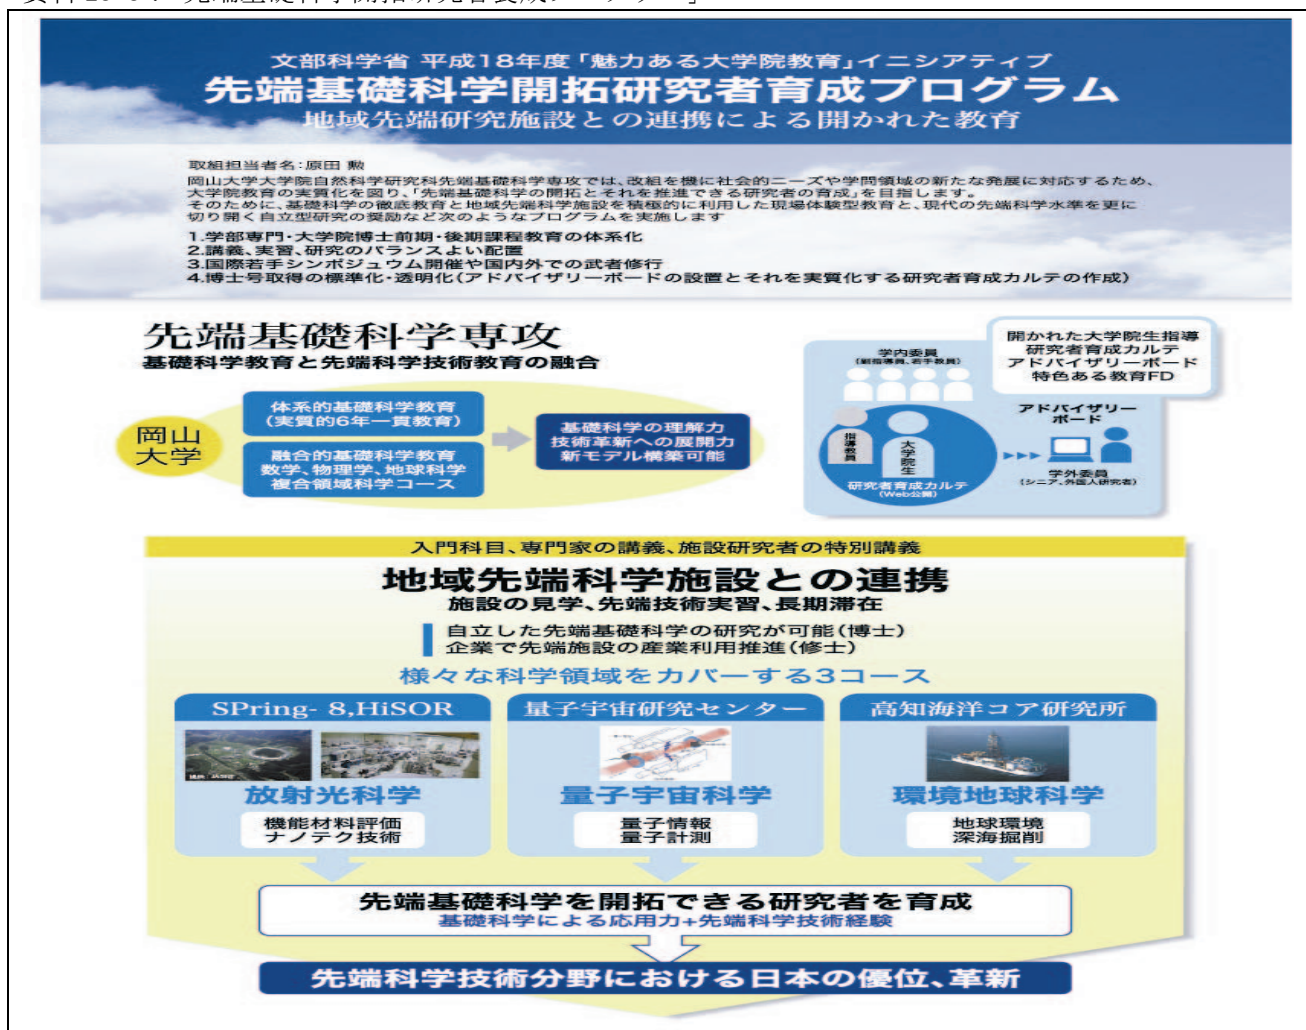 文部科学省 平成18年度「魅力ある大学院教育」イニシアティブ
先端基礎科学開拓研究者育成プログラム
地域先端研究施設との連携による開かれた教育
取組担当者名:原田 勲
岡山大学大学院自然科学研究科先端基礎科学専攻では、改組を機に社会的ニーズや学問領域の新たな発展に対応するため、
大学院教育の実質化を図り、「先端基礎科学の開拓とそれを推進できる研究者の育成」を目指します。
そのために、基礎科学の徹底教育と地域先端科学施設を積極的に利用した現場体験型教育と、現代の先端科学水準を更に
切り開く自立型研究の奨励など次のようなプログラムを実施します
1.学部専門・大学院博士前期・後期課程教育の体系化
2.講義、実習、研究のバランスよい配置
3.国際若手シンポジュウム開催や国内外での武者修行
4.博士号取得の標準化・透明化(アドバイザリーボードの設置とそれを実質化する研究者育成カルテの作成)
先端基礎科学専攻
基礎科学教育と先端科学技術教育の融合
岡山
大学
体系的基礎科学教育
(実質的6年一貫教育)
融合的基礎科学教育
数学、物理学、地球科学
複合領域科学コース
基礎科学の理解力
技術革新への展開力
新モデル構築可能
開かれた大学院生指導
研究者育成カルテ
アドバイザリーボード
特色ある教育FD
学内委員
(副指導員、若手教員)
指導教員
大学院生
研究者育成カルテ
(Web公開)
アドバイザリー
ボード
学外委員
(シニア、外国人研究者)
入門科目、専門家の講義、施設研究者の特別講義
地域先端科学施設との連携
施設の見学、先端技術実習、長期滞在
自立した先端基礎科学の研究が可能(博士)
企業で先端施設の産業利用推進(修士)
様々な科学領域をカバーする3コース
SPring- 8,HiSOR
放射光科学
機能材料評価
ナノテク技術
量子宇宙研究センター
量子宇宙科学
量子情報
量子計測
高知海洋コア研究所
環境地球科学
地球環境
深海掘削
先端基礎科学を開拓できる研究者を育成
基礎科学による応用力+先端科学技術経験
先端科学技術分野における日本の優位、革新